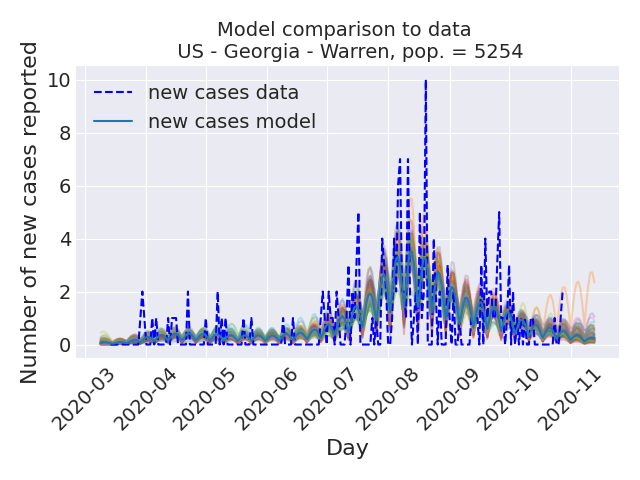 Model comparison to data
US - Georgia - Warren, pop. = 5254
Number of new cases reported
10
8
6
4
2
0
new cases data
new cases model
2020-03
2020-04
2020-05
2020-06
2020-07
2020-08
2020-09
2020-10
2020-11
Day